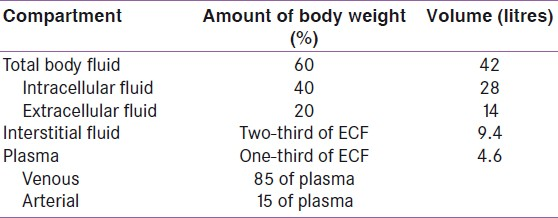 Compartment Amount of body weight Volume (litres)
(%)
Total body fluid 60 42
Intracellular fluid 40 28
Extracellular fluid 20 14
Interstitial fluid Two-third of ECF 9.4
Plasma One-third of ECF 4.6
Venous 85 of plasma
Arterial 15 of plasma